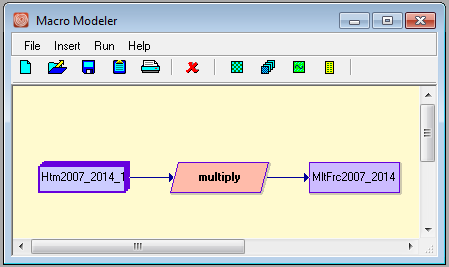 Macro Modeler
File Insert Run Help
Htm2007_2014_1 multiply MltFrc2007_2014